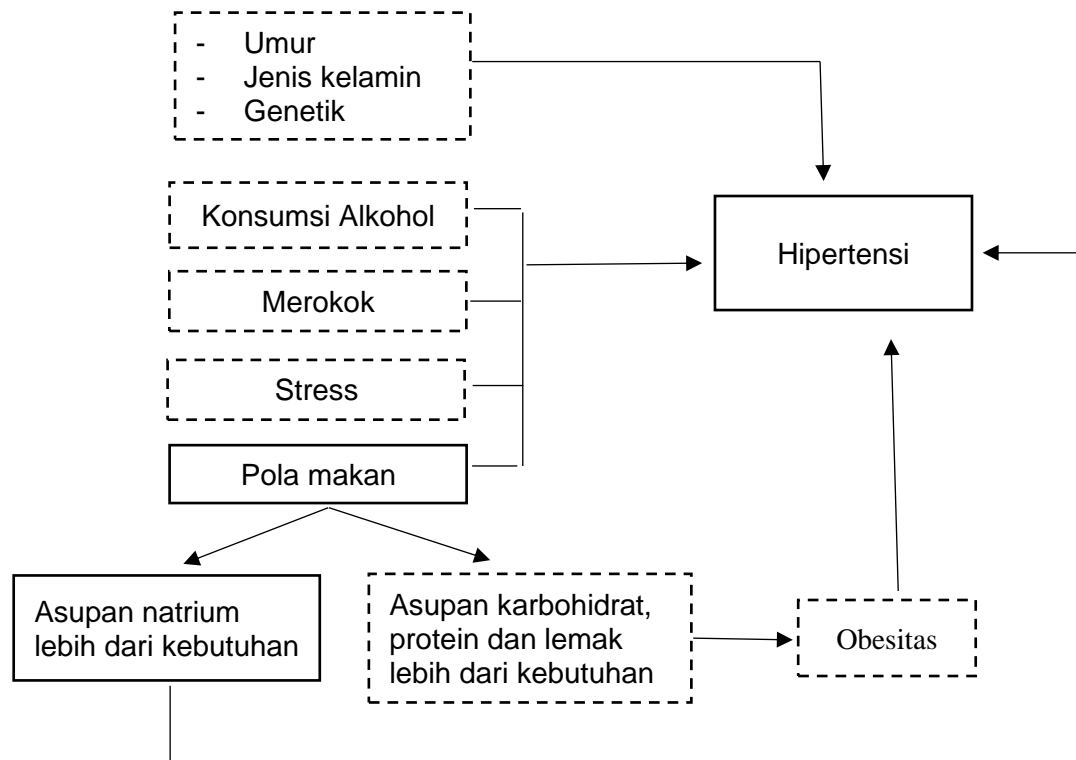 - Umur
- Jenis kelamin
- Genetik
Konsumsi Alkohol
Merokok
Stress
Pola makan
Hipertensi
Asupan natrium
lebih dari kebutuhan
Asupan karbohidrat,
protein dan lemak
lebih dari kebutuhan
Obesitas